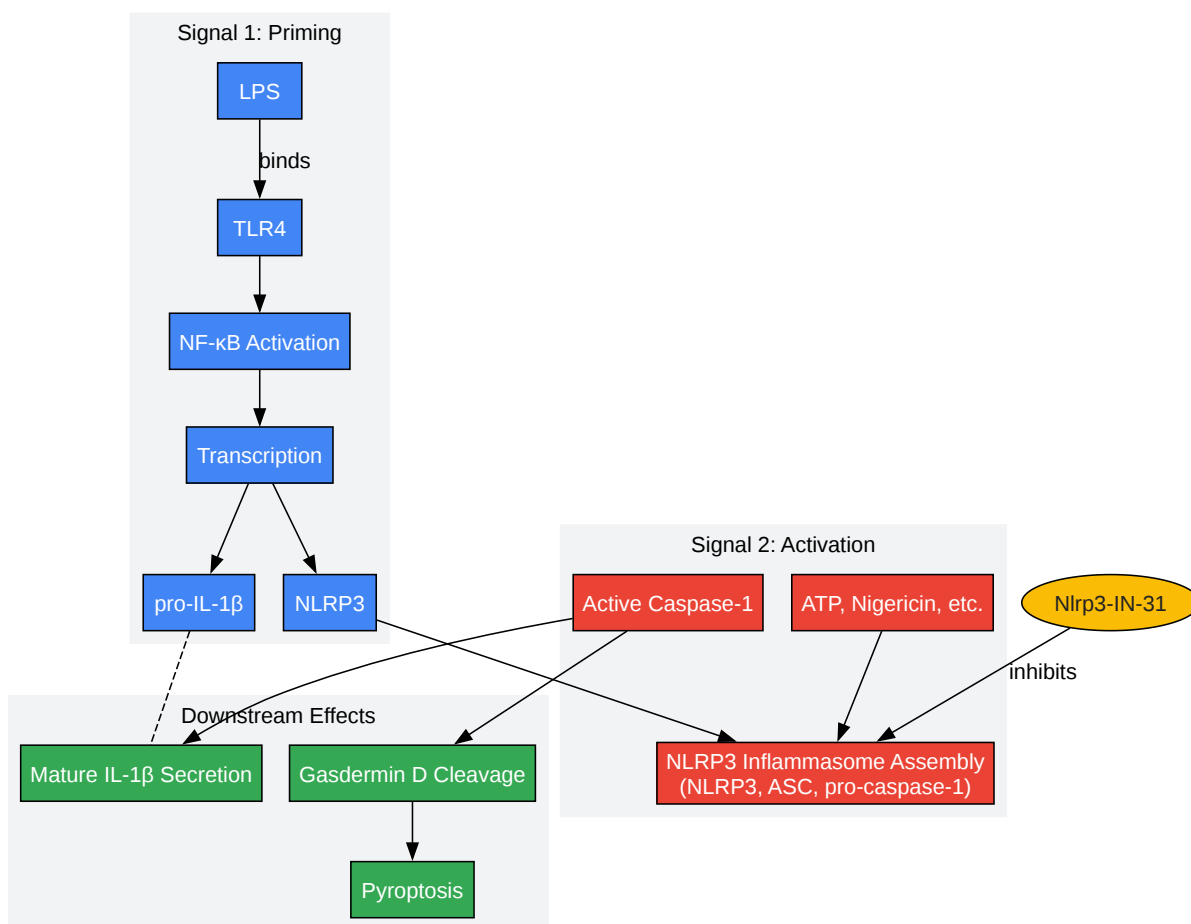 Signal 1: Priming
LPS
binds
TLR4
NF-κB Activation
Transcription
pro-IL-1β
NLRP3
Signal 2: Activation
Active Caspase-1
ATP, Nigericin, etc.
Nlrp3-IN-31
inhibits
Downstream Effects
Mature IL-1β Secretion
Gasdermin D Cleavage
NLRP3 Inflammasome Assembly
(NLRP3, ASC, pro-caspase-1)
Pyroptosis